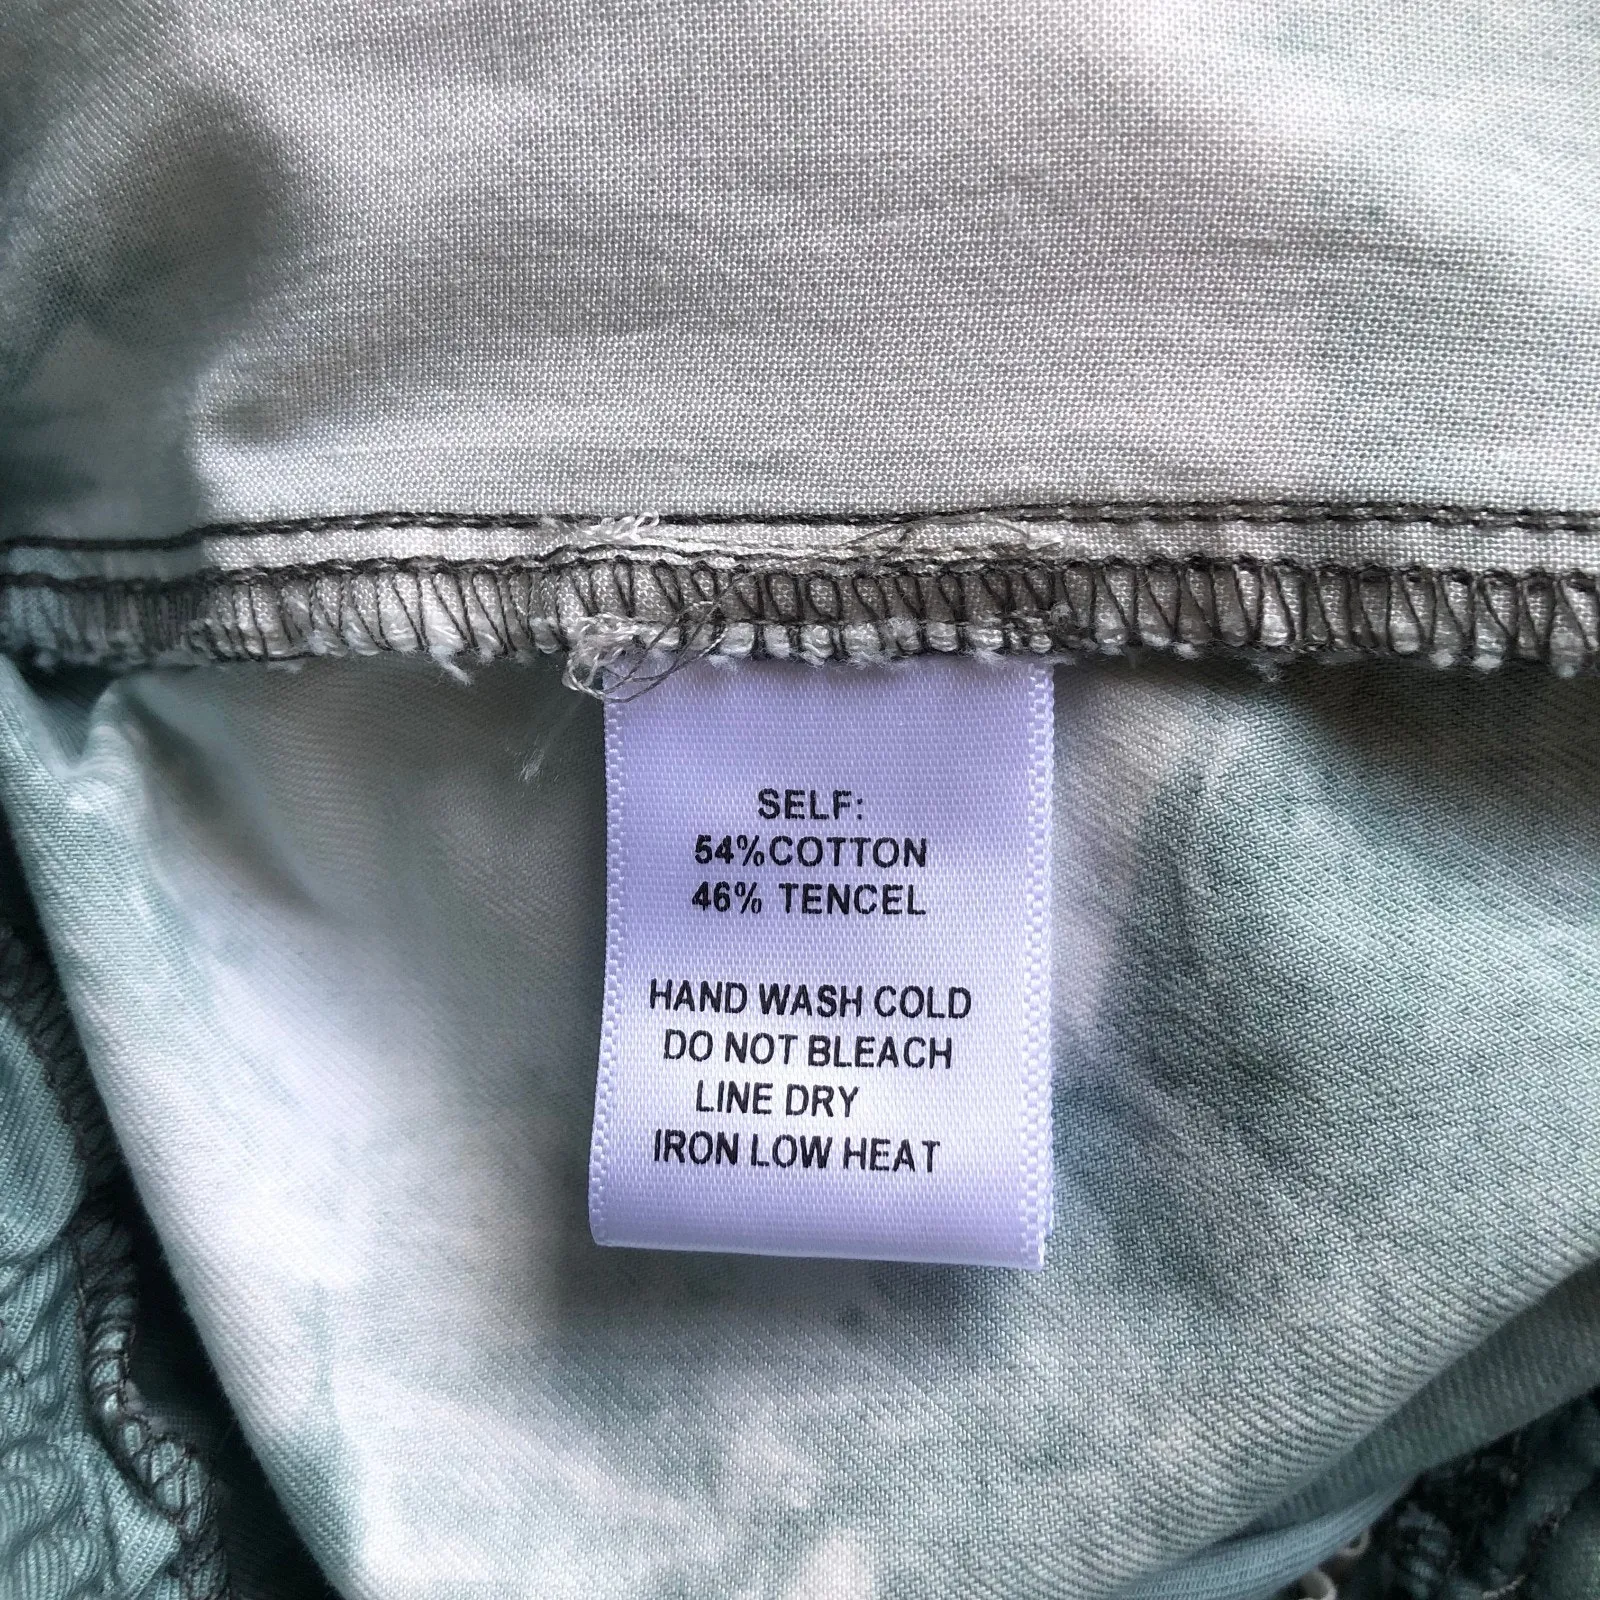 SELF:
54%COTTON
46% TENCEL
HAND WASH COLD
DO NOT BLEACH
LINE DRY
IRON LOW HEAT